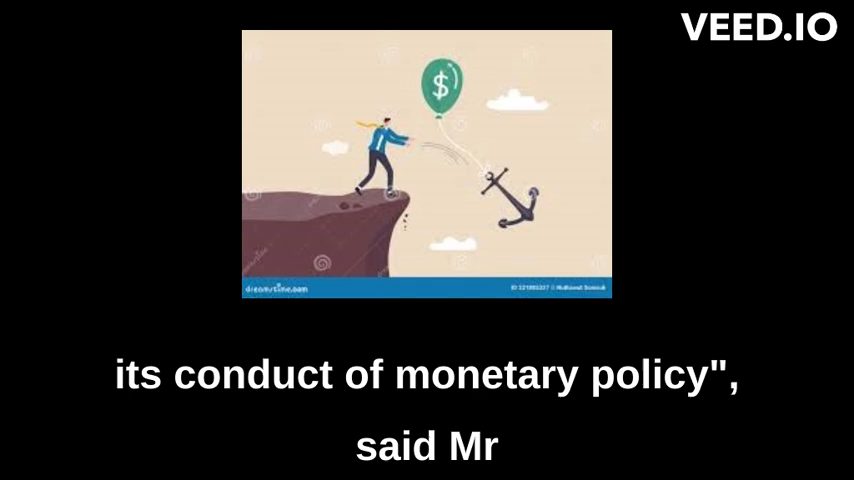 VEED.IO
$
dreamstime.com
its conduct of monetary policy",
said Mr